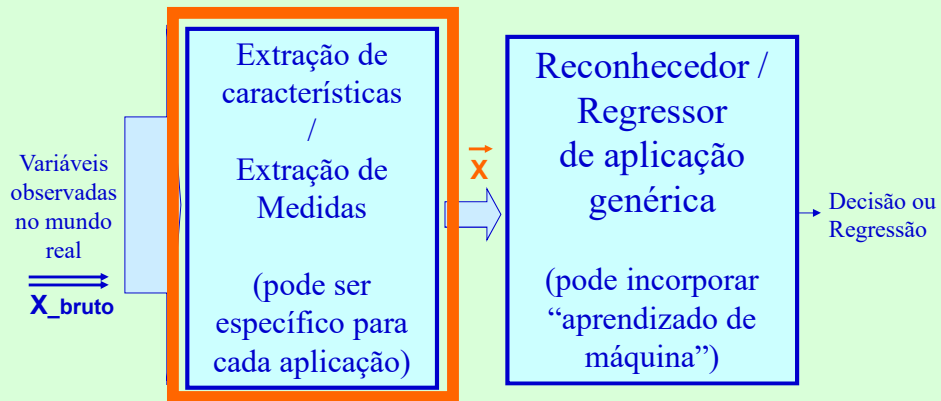 Variáveis
observadas
no mundo
real
X_bruto
Extração de
características
/
Extração de
Medidas
(pode ser
específico para
cada aplicação)
X
Reconhecedor /
Regressor
de aplicação
genérica
(pode incorporar
“aprendizado de
máquina”)
Decisão ou
Regressão